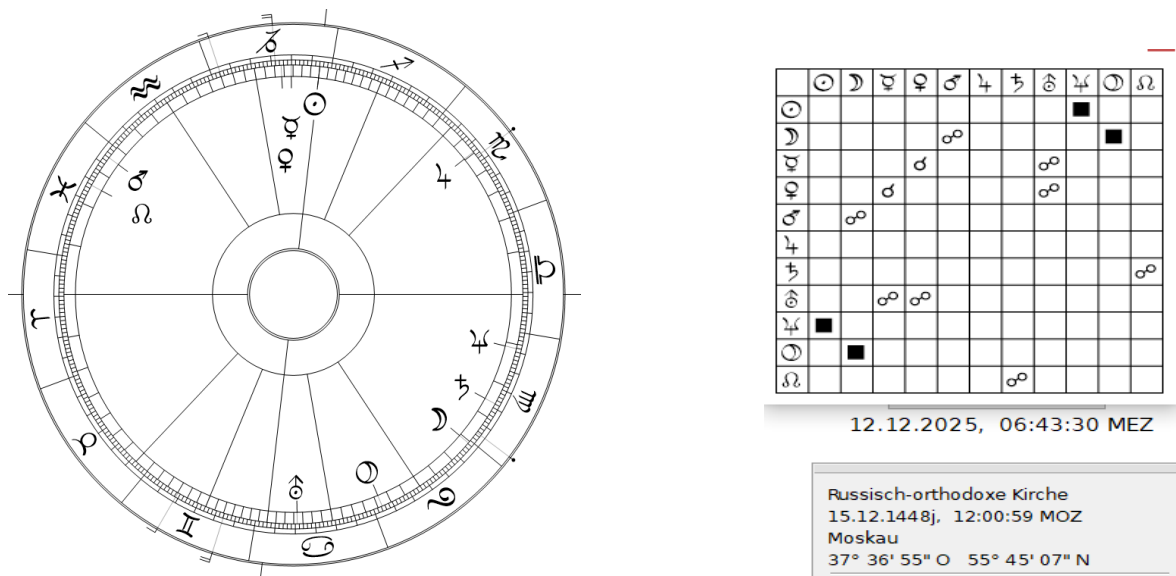 12.12.2025, 06:43:30 MEZ
Russisch-orthodoxe Kirche
15.12.1448j, 12:00:59 MOZ
Moskau
37° 36' 55" O 55° 45' 07" N